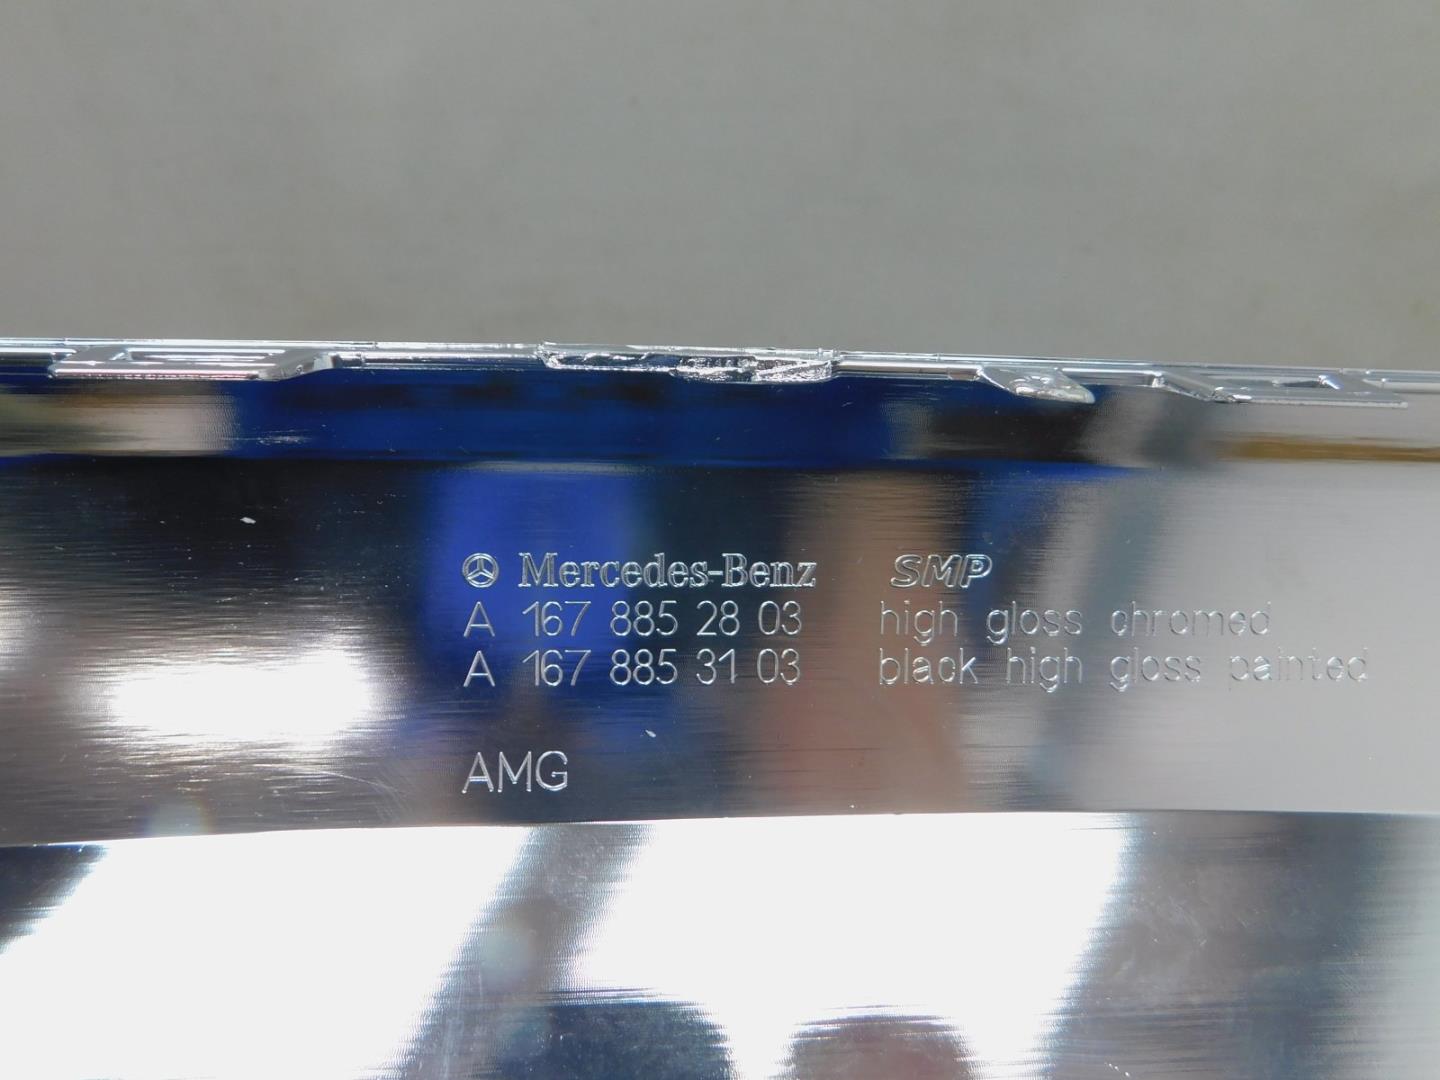 Mercedes-Benz SMP
A 167 885 28 03 high gloss chromed
A 167 885 31 03 black high gloss painted
AMG